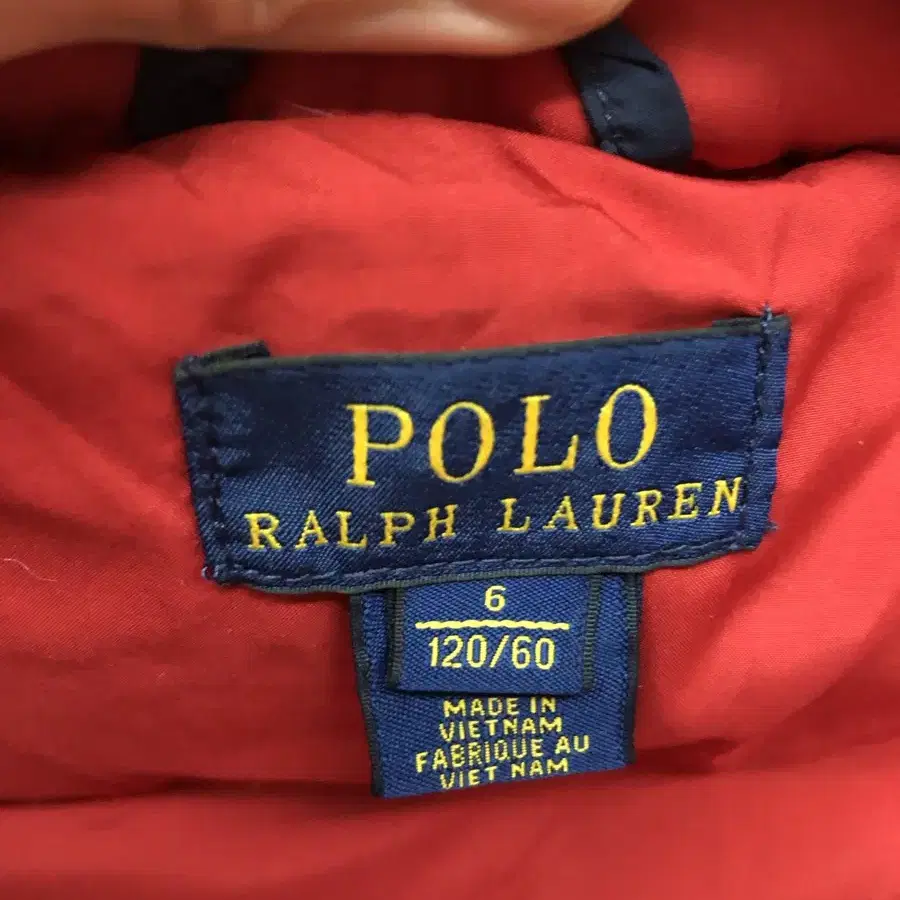 POLO
RALPH LAUREN
6
120/60
MADE IN
VIETNAM
FABRIQUE AU
VIET NAM